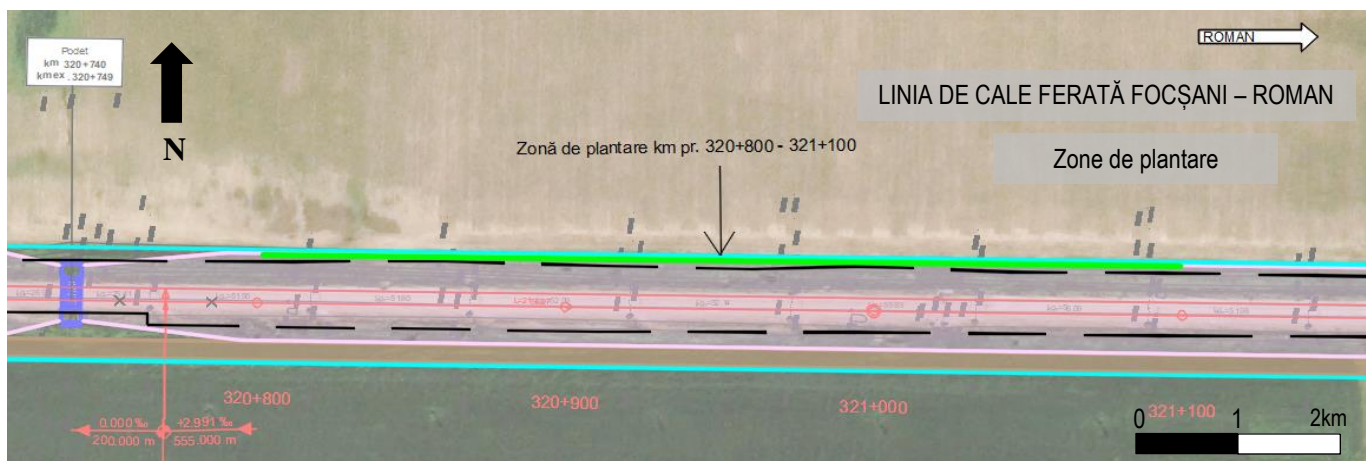 Podet
km 320+740
kmex. 320+749
N
ROMAN
LINIA DE CALE FERATĂ FOCȘANI – ROMAN
Zone de plantare
Zonă de plantare km pr. 320+800 - 321+100
320+800
320+900
321+000
321+100
0.000 ‰ +2.991 ‰
200.000 m 555.000 m
0 1 2km